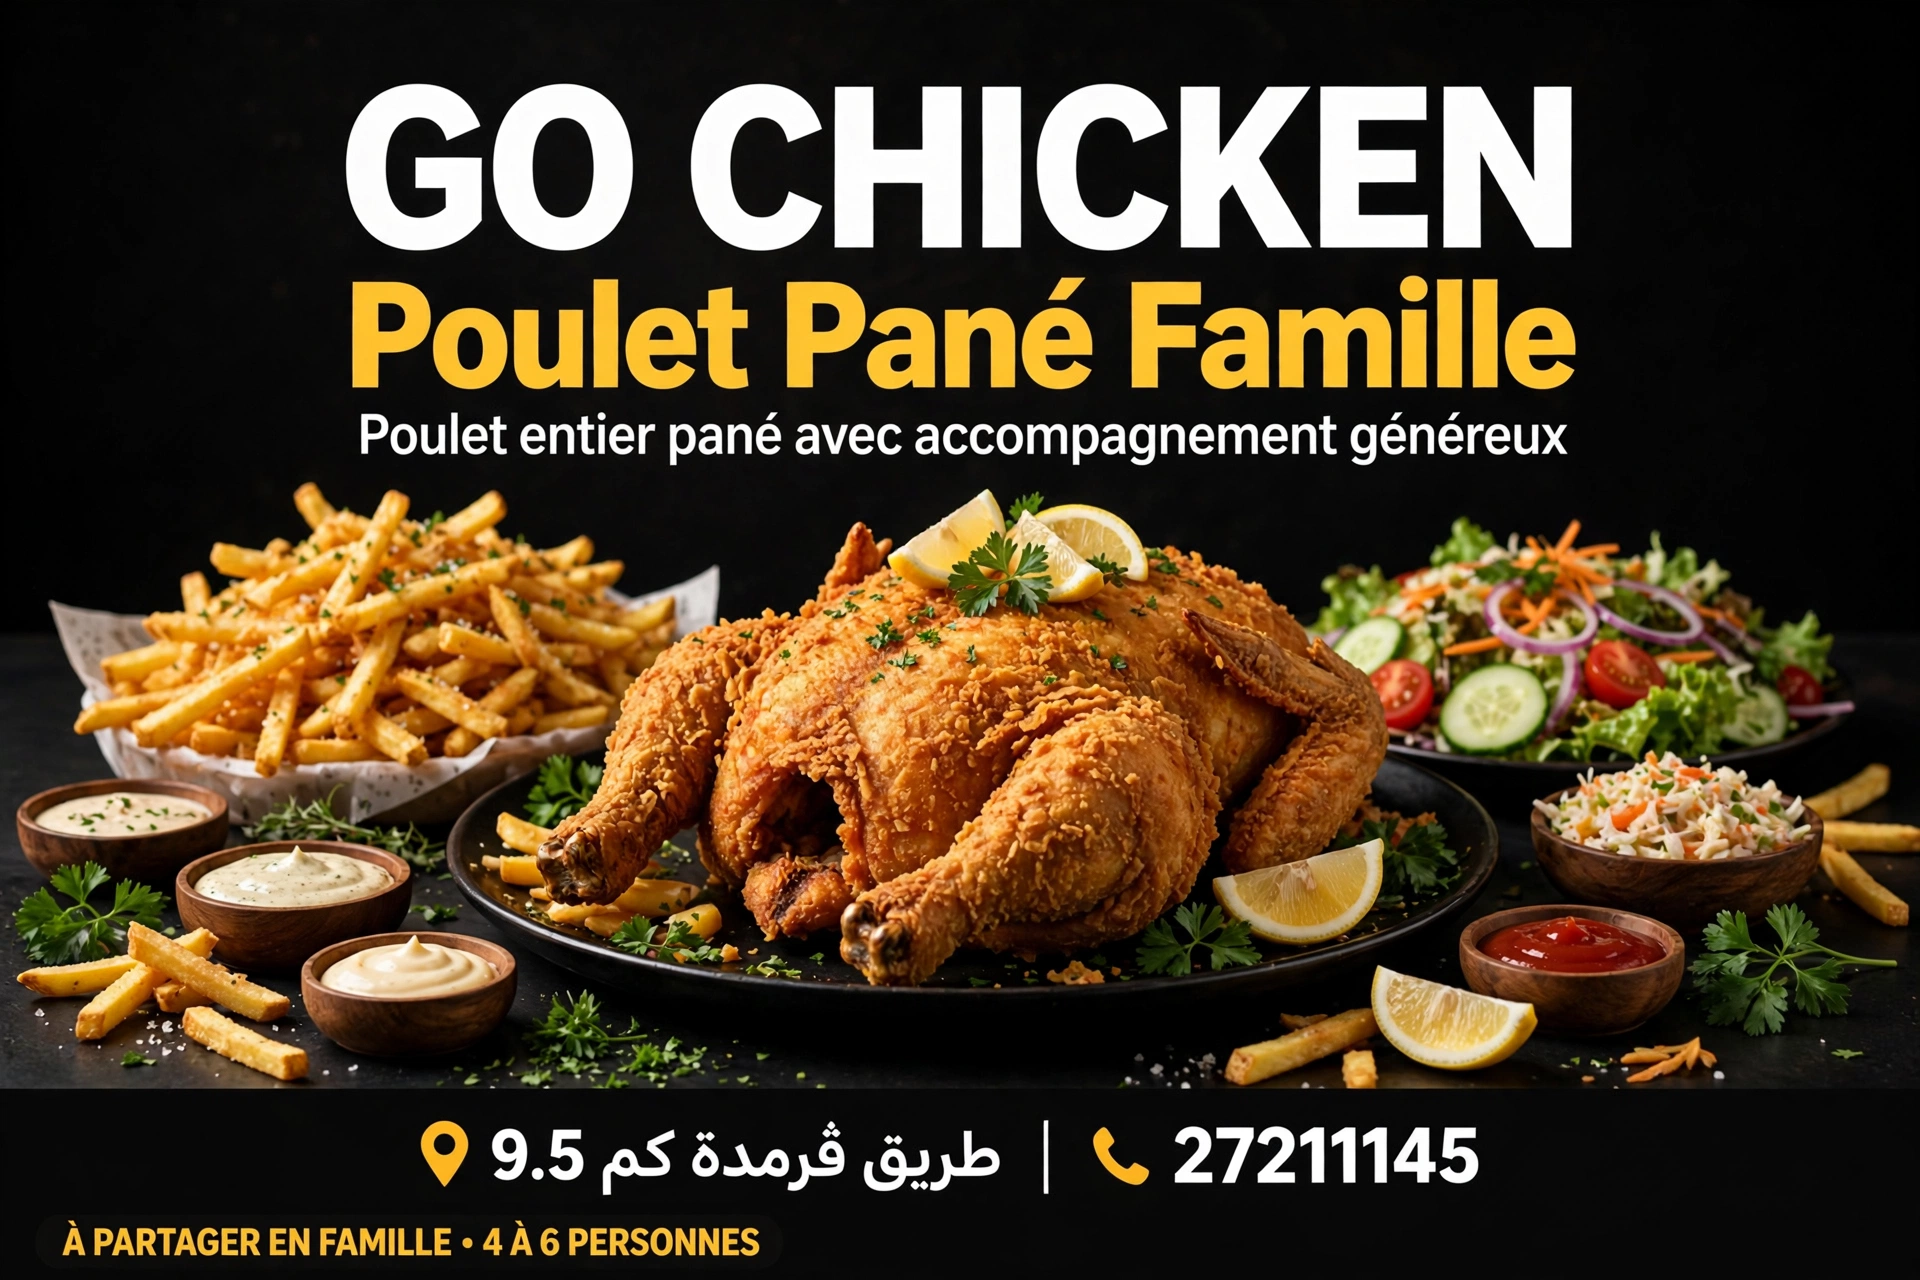 GO CHICKEN
Poulet Pané Famille
Poulet entier pané avec accompagnement généreux
طريق ڤرمدة كم 9.5 | 27211145
À PARTAGER EN FAMILLE • 4 À 6 PERSONNES